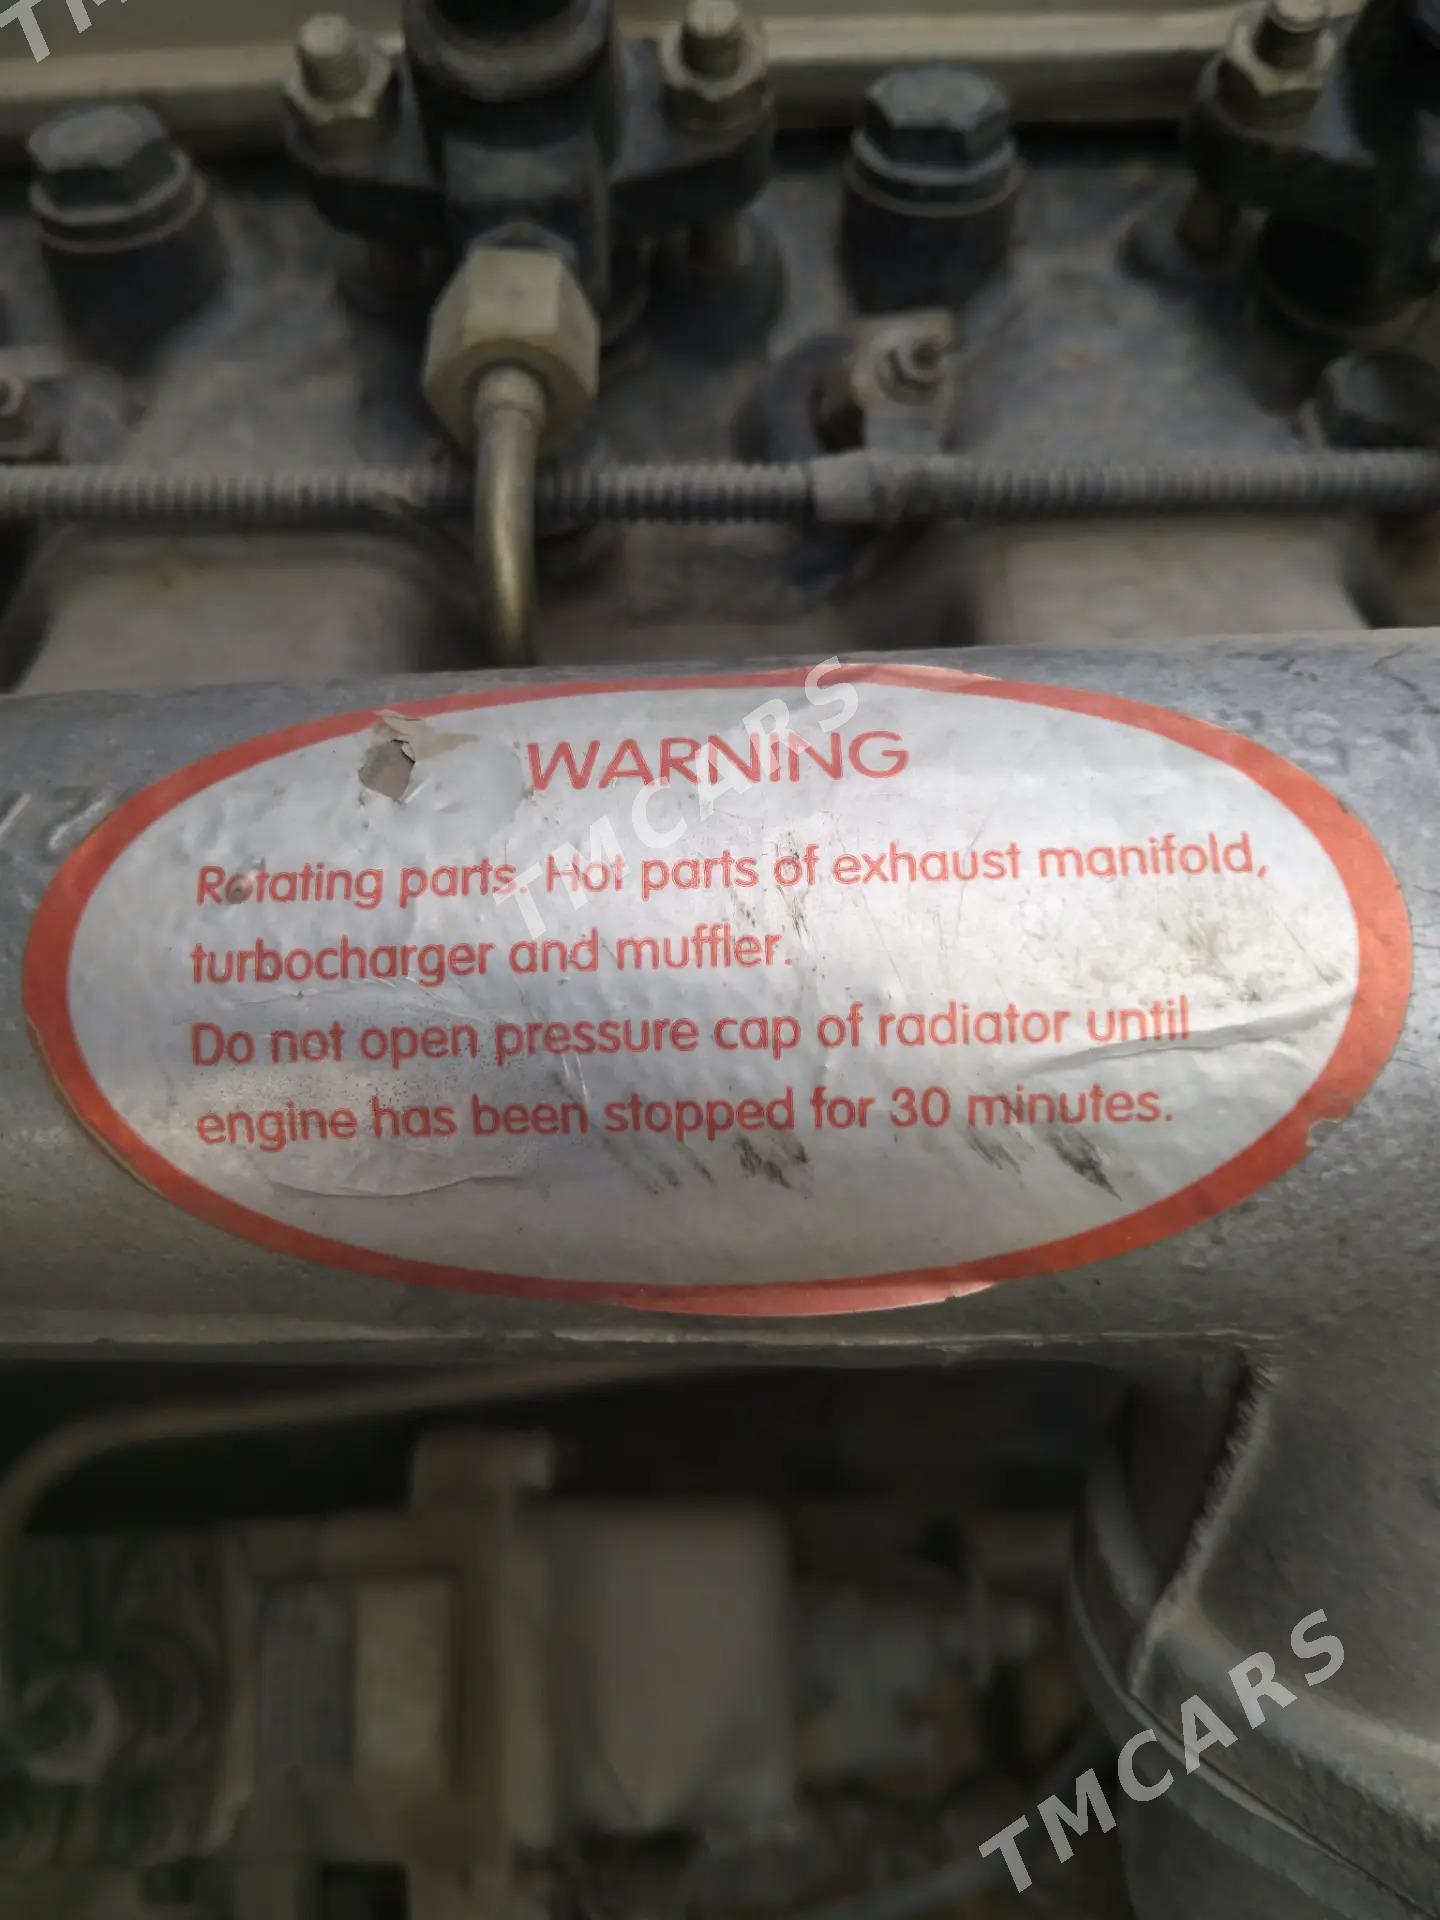 TMCARS
WARNING
TMCARS
Rotating parts. Hot parts of exhaust manifold,
turbocharger and muffler.
Do not open pressure cap of radiator until
engine has been stopped for 30 minutes.
TMCARS